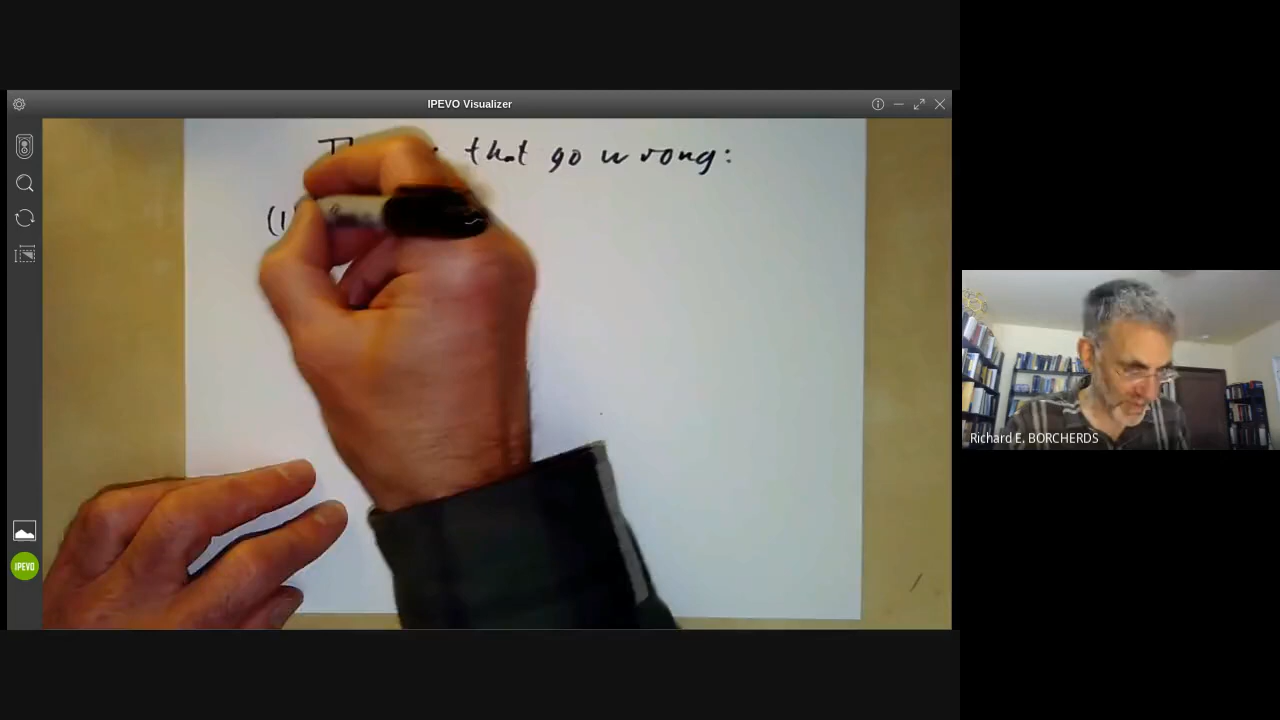 IPEVO Visualizer
that go wrong:
(1)
IPEVO
Richard E. BORCHERDS